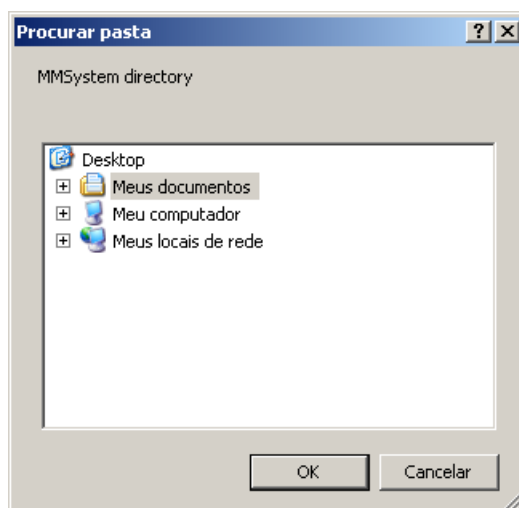 Procurar pasta
MMSystem directory
Desktop
Meus documentos
Meu computador
Meus locais de rede
OK
Cancelar